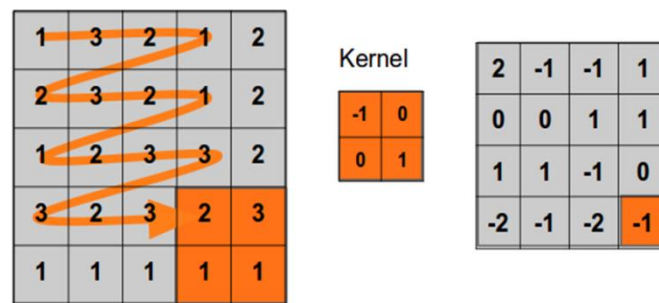 1 3 2 1 2
2 3 2 1 2
1 2 3 3 2
3 2 3 2 3
1 1 1 1 1
Kernel
-1 0
0 1
2 -1 -1 1
0 0 1 1
1 1 -1 0
-2 -1 -2 -1